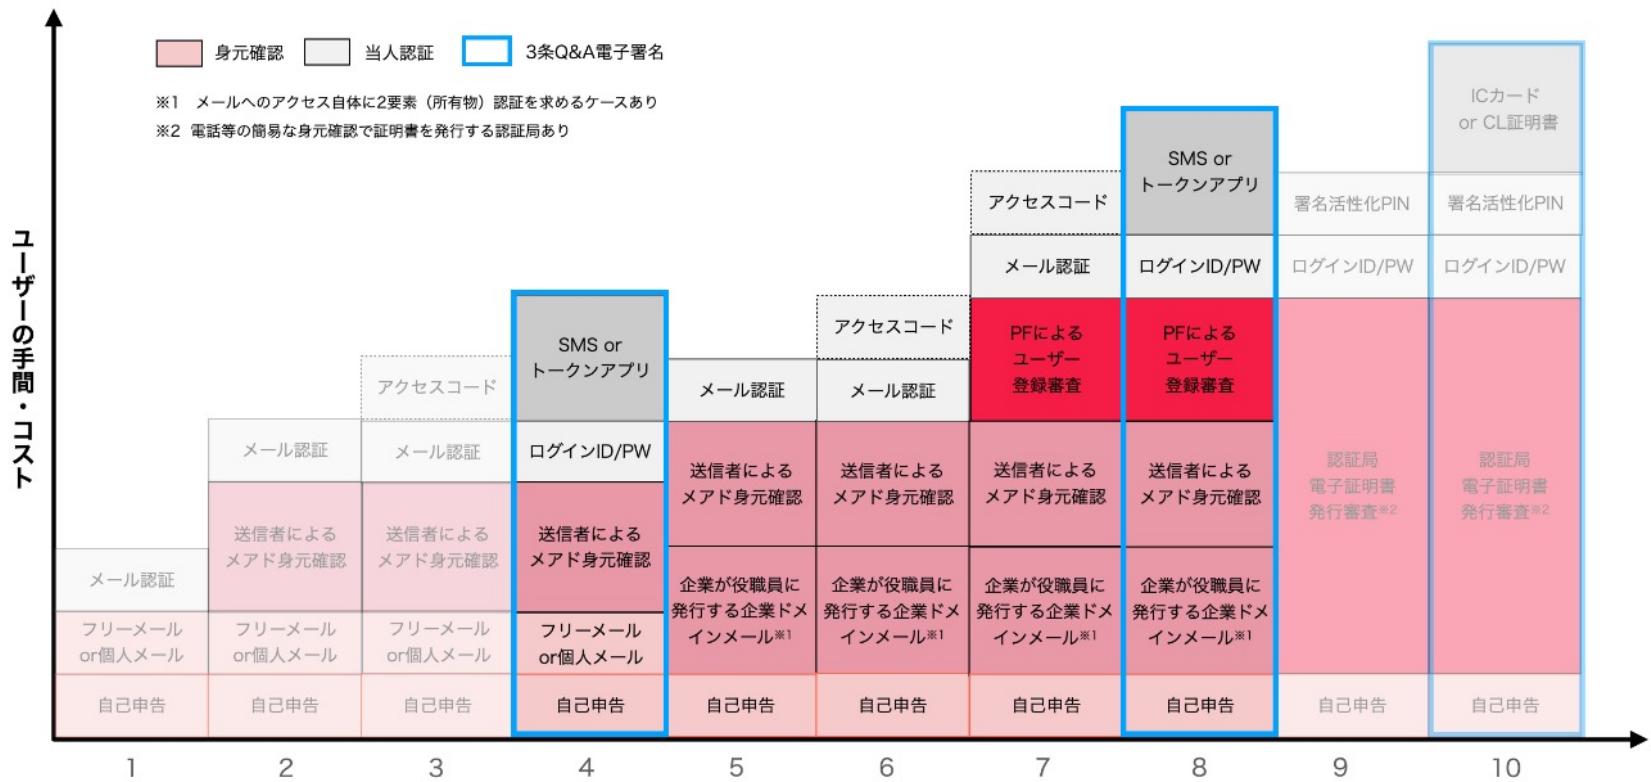 身元確認
当人認証
3条Q&A電子署名
※1 メールへのアクセス自体に2要素（所有物）認証を求めるケースあり
※2 電話等の簡易な身元確認で証明書を発行する認証局あり
ユーザーの手間・コスト
メール認証
フリーメール
or個人メール
自己申告
1
メール認証
送信者による
メアド身元確認
フリーメール
or個人メール
自己申告
2
アクセスコード
メール認証
送信者による
メアド身元確認
フリーメール
or個人メール
自己申告
3
SMS or
トークンアプリ
ログインID/PW
送信者による
メアド身元確認
フリーメール
or個人メール
自己申告
4
メール認証
送信者による
メアド身元確認
企業が役職員に
発行する企業ドメ
インメール※1
自己申告
5
アクセスコード
メール認証
送信者による
メアド身元確認
企業が役職員に
発行する企業ドメ
インメール※1
自己申告
6
アクセスコード
メール認証
PFによる
ユーザー
登録審査
送信者による
メアド身元確認
企業が役職員に
発行する企業ドメ
インメール※1
自己申告
7
SMS or
トークンアプリ
ログインID/PW
PFによる
ユーザー
登録審査
送信者による
メアド身元確認
企業が役職員に
発行する企業ドメ
インメール※1
自己申告
8
署名活性化PIN
ログインID/PW
認証局
電子証明書
発行審査※2
自己申告
9
ICカード
or CL証明書
署名活性化PIN
ログインID/PW
認証局
電子証明書
発行審査※2
自己申告
10